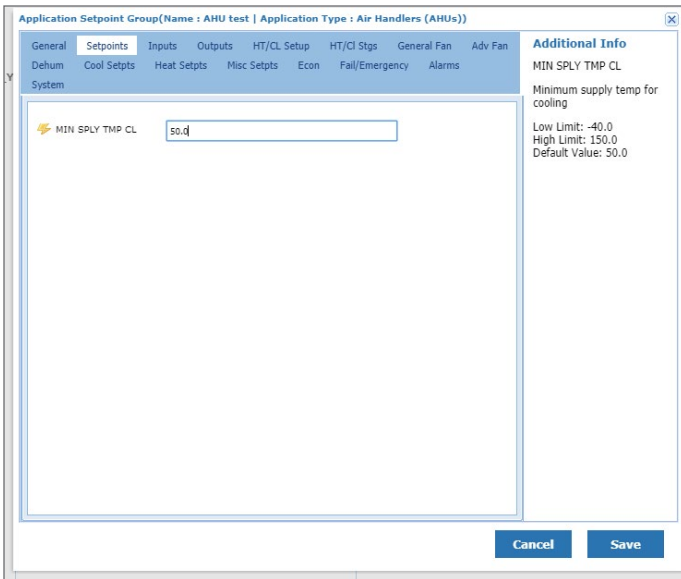 Application Setpoint Group(Name : AHU test | Application Type : Air Handlers (AHUs))
General Setpoints Inputs Outputs HT/CL Setup HT/Cl Stgs General Fan Adv Fan
Dehum Cool Setpts Heat Setpts Misc Setpts Econ Fail/Emergency Alarms
System
MIN SPLY TMP CL 50.0
Additional Info
MIN SPLY TMP CL
Minimum supply temp for
cooling
Low Limit: -40.0
High Limit: 150.0
Default Value: 50.0
Cancel Save